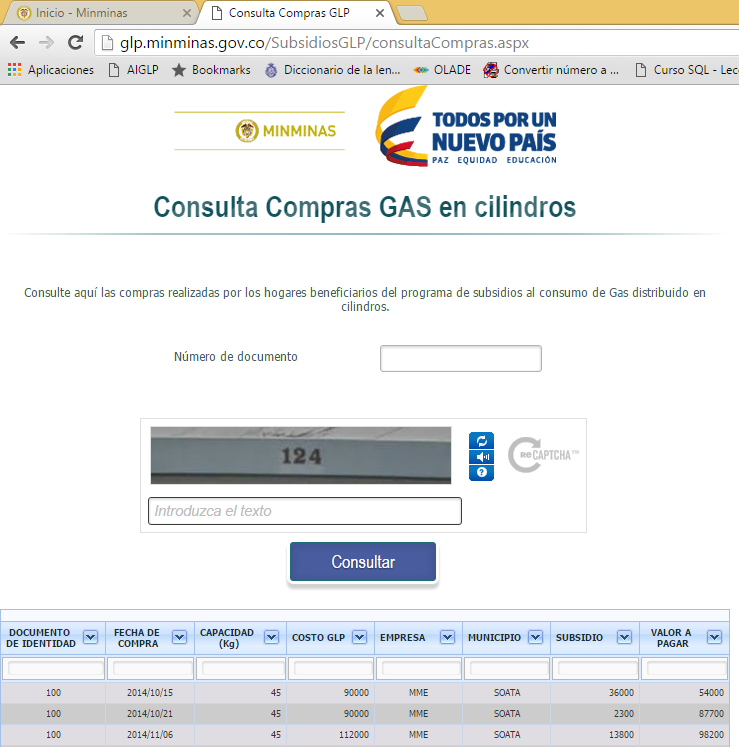 Inicio - Minminas
Consulta Compras GLP
glp.minminas.gov.co/SubsidiosGLP/consultaCompras.aspx
Aplicaciones AIGLP Bookmarks Diccionario de la len... OLADE Convertir número a ... Curso SQL - Lec
MINMINAS
TODOS POR UN
NUEVO PAÍS
PAZ EQUIDAD EDUCACIÓN
Consulta Compras GAS en cilindros
Consulte aquí las compras realizadas por los hogares beneficiarios del programa de subsidios al consumo de Gas distribuido en
cilindros.
Número de documento
124
reCAPTCHA™
Introduzca el texto
Consultar
DOCUMENTO DE IDENTIDAD FECHA DE COMPRA CAPACIDAD (Kg) COSTO GLP EMPRESA MUNICIPIO SUBSIDIO VALOR A PAGAR
100 2014/10/15 45 90000 MME SOATA 36000 54000
100 2014/10/21 45 90000 MME SOATA 2300 87700
100 2014/11/06 45 112000 MME SOATA 13800 98200